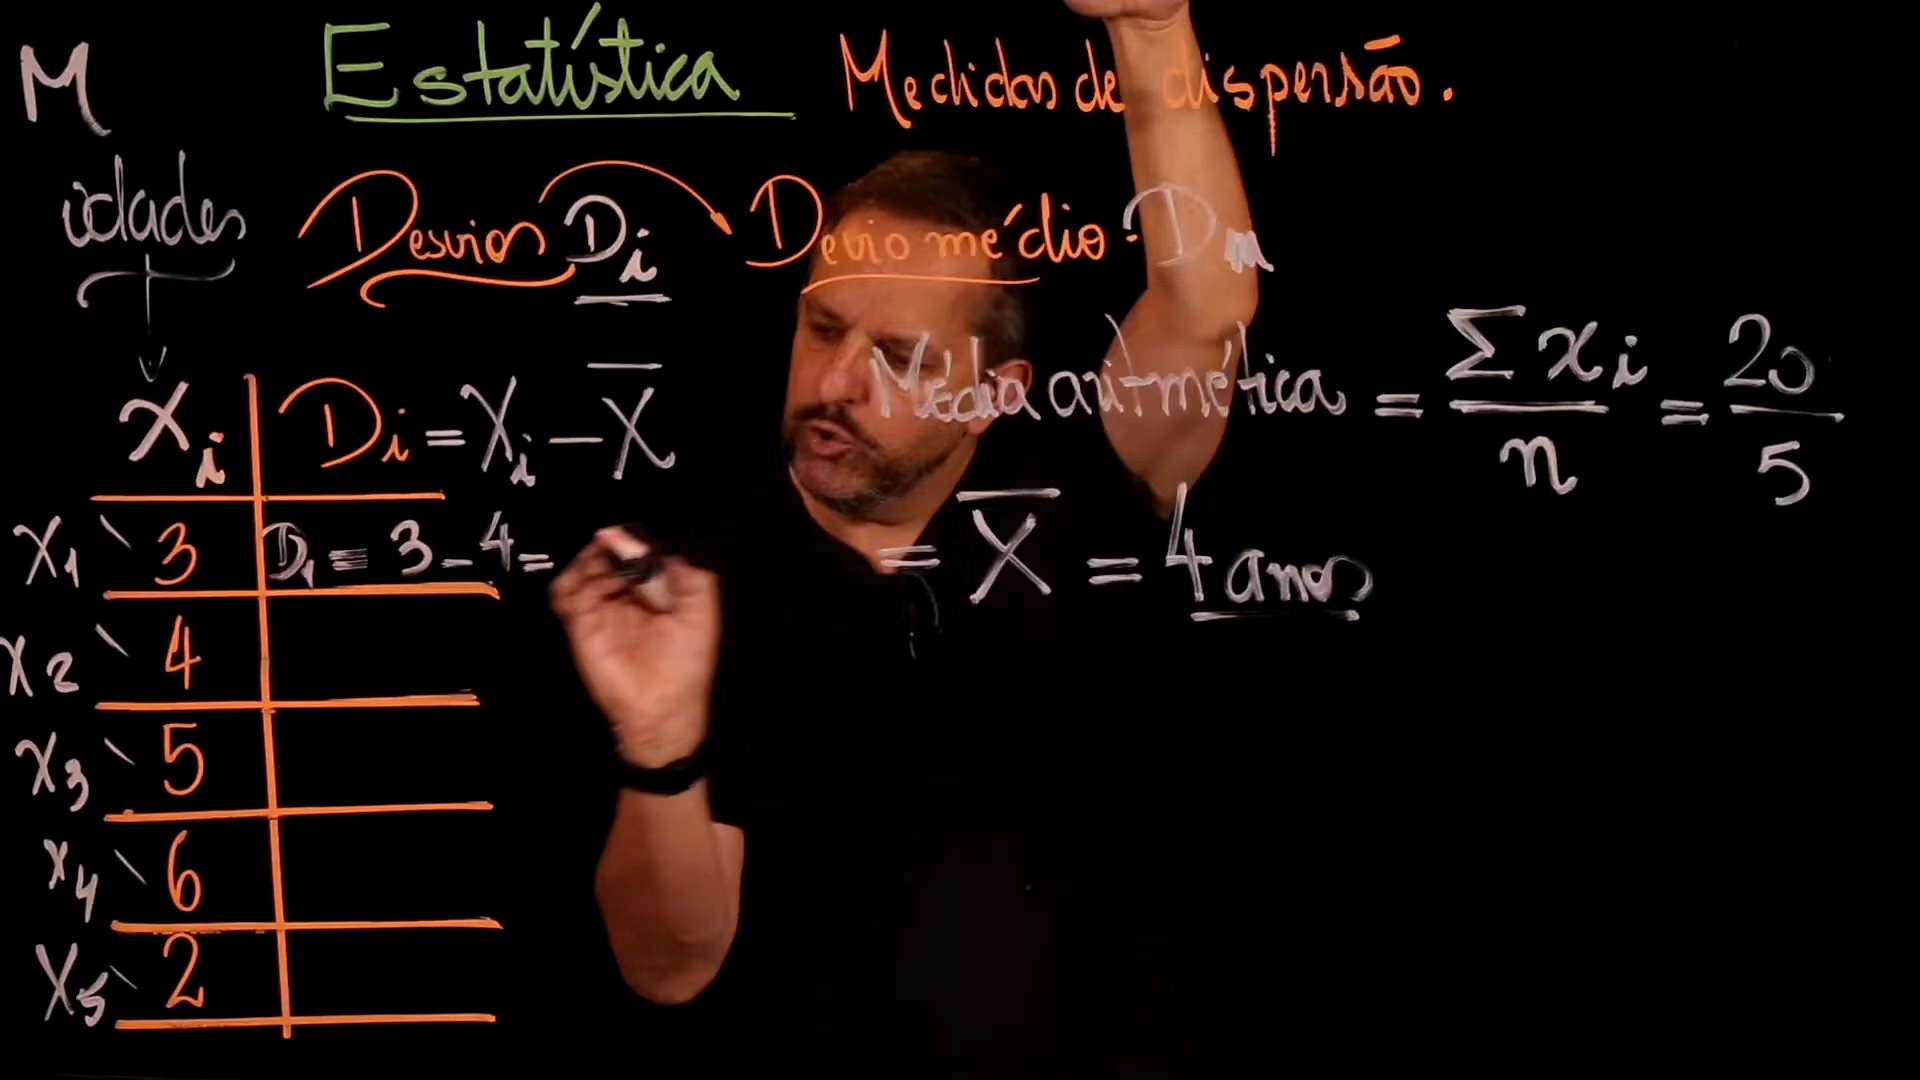 M Estatística Medidas de dispersão.
idades Desvios Di Desvio médio - Dm
Média aritmética = Σxi / n = 20 / 5
xi Di = Xi - X̅
= X̅ = 4 anos
X1 3 D1 = 3 - 4 =
X2 4
X3 5
X4 6
X5 2